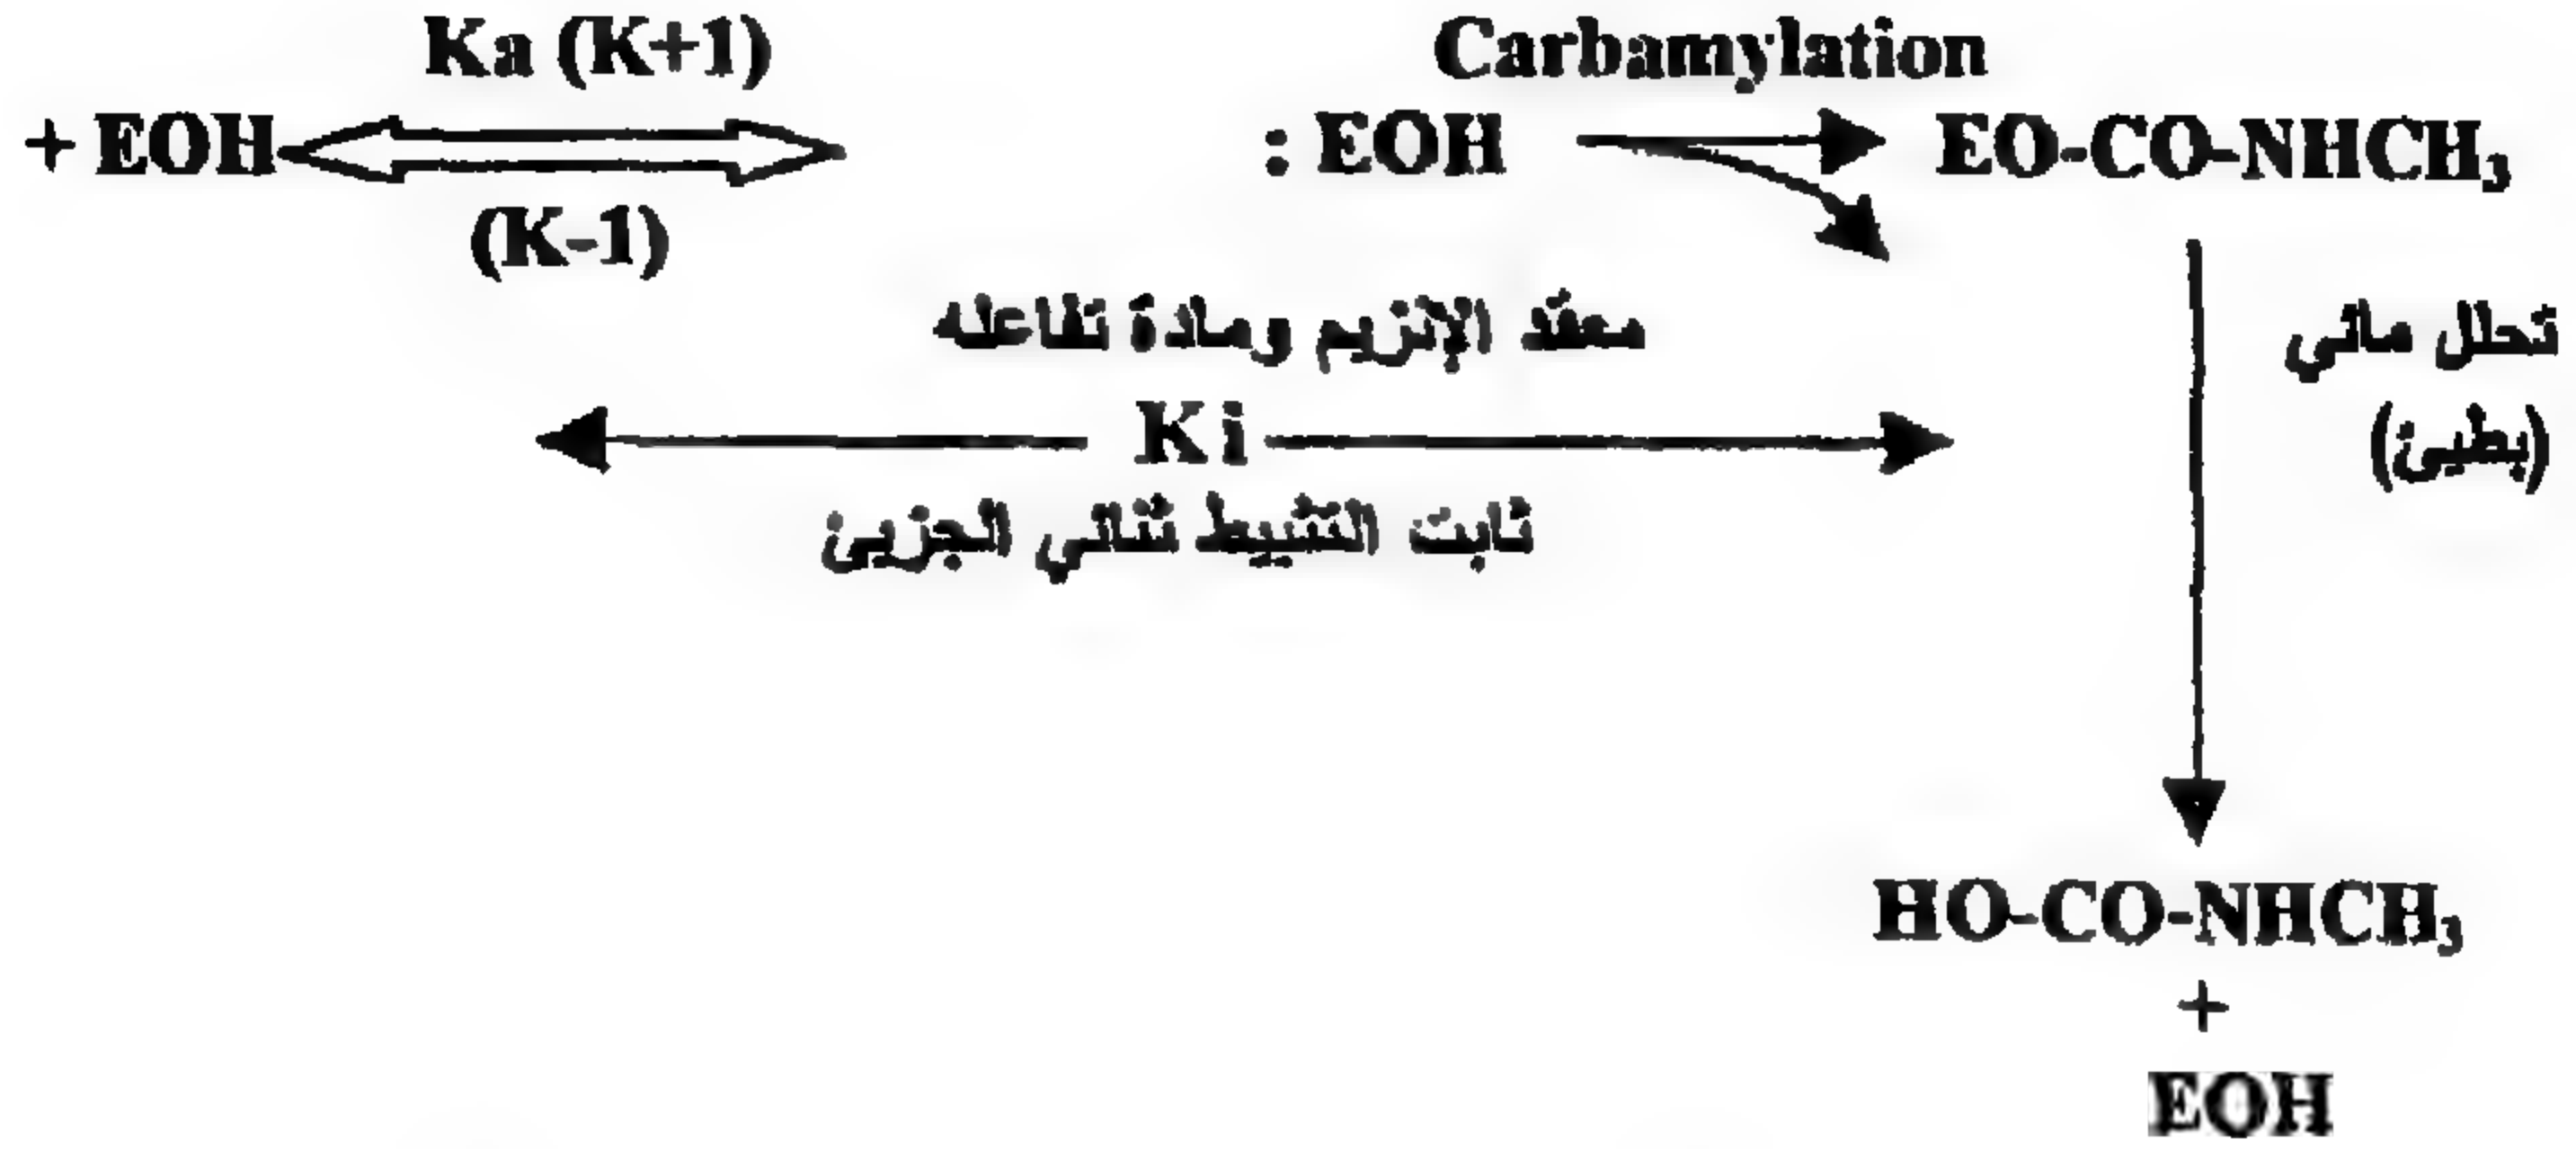 Ka (K+1)
Carbamylation
+ EOH
: EOH
EO-CO-NHCH₃
(K-1)
معقد الإنزيم ومادة تفاعله
تحلل مائي
(بطيئ)
Ki
ثابت التثبيط ثنائي الجزيئ
HO-CO-NHCH₃
+
EOH